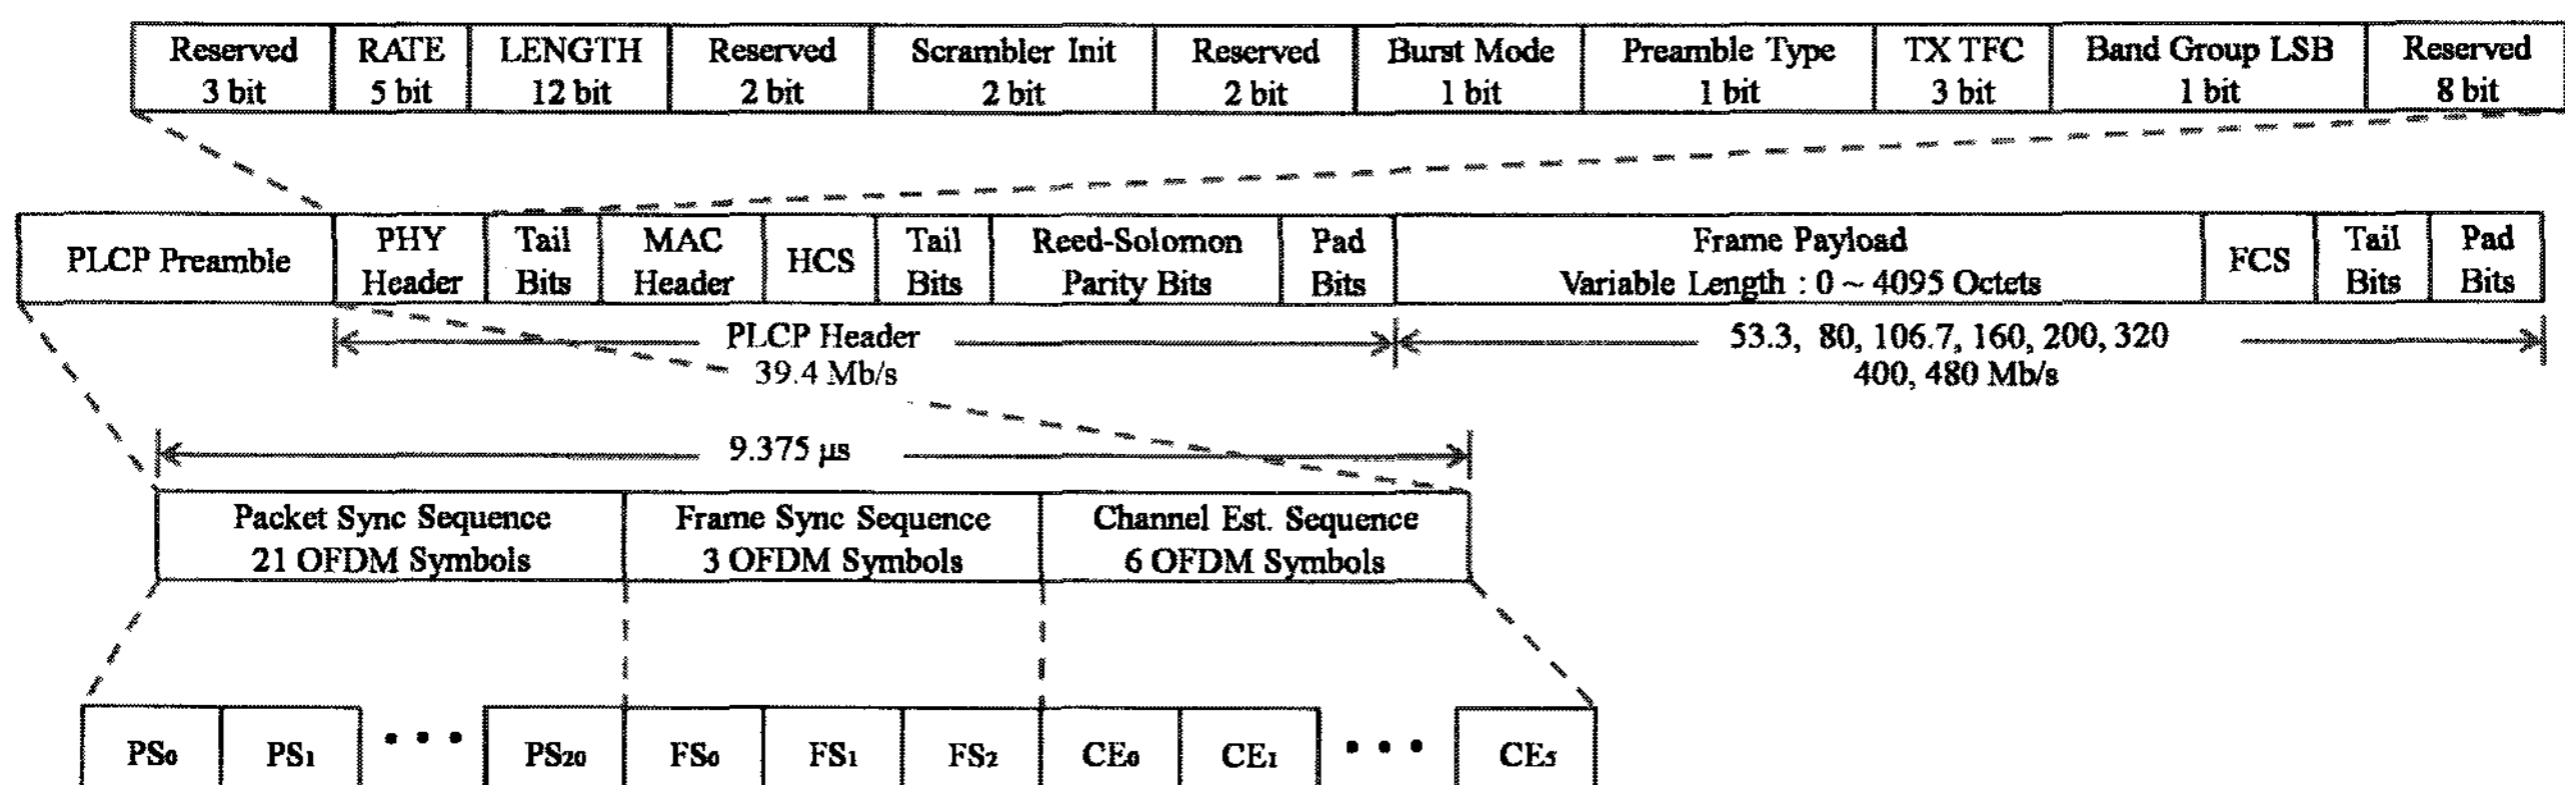 Reserved RATE LENGTH Reserved Scrambler Init Reserved Burst Mode Preamble Type TX TFC Band Group LSB Reserved
3 bit 5 bit 12 bit 2 bit 2 bit 2 bit 1 bit 1 bit 3 bit 1 bit 8 bit
PLCP Preamble PHY Header Tail Bits MAC Header HCS Tail Bits Reed-Solomon Parity Bits Pad Bits Frame Payload Variable Length : 0 ~ 4095 Octets FCS Tail Bits Pad Bits
PLCP Header 53.3, 80, 106.7, 160, 200, 320
39.4 Mb/s 400, 480 Mb/s
9.375 µs
Packet Sync Sequence Frame Sync Sequence Channel Est. Sequence
21 OFDM Symbols 3 OFDM Symbols 6 OFDM Symbols
PS0 PS1 • • • PS20 FS0 FS1 FS2 CE0 CE1 • • • CE5